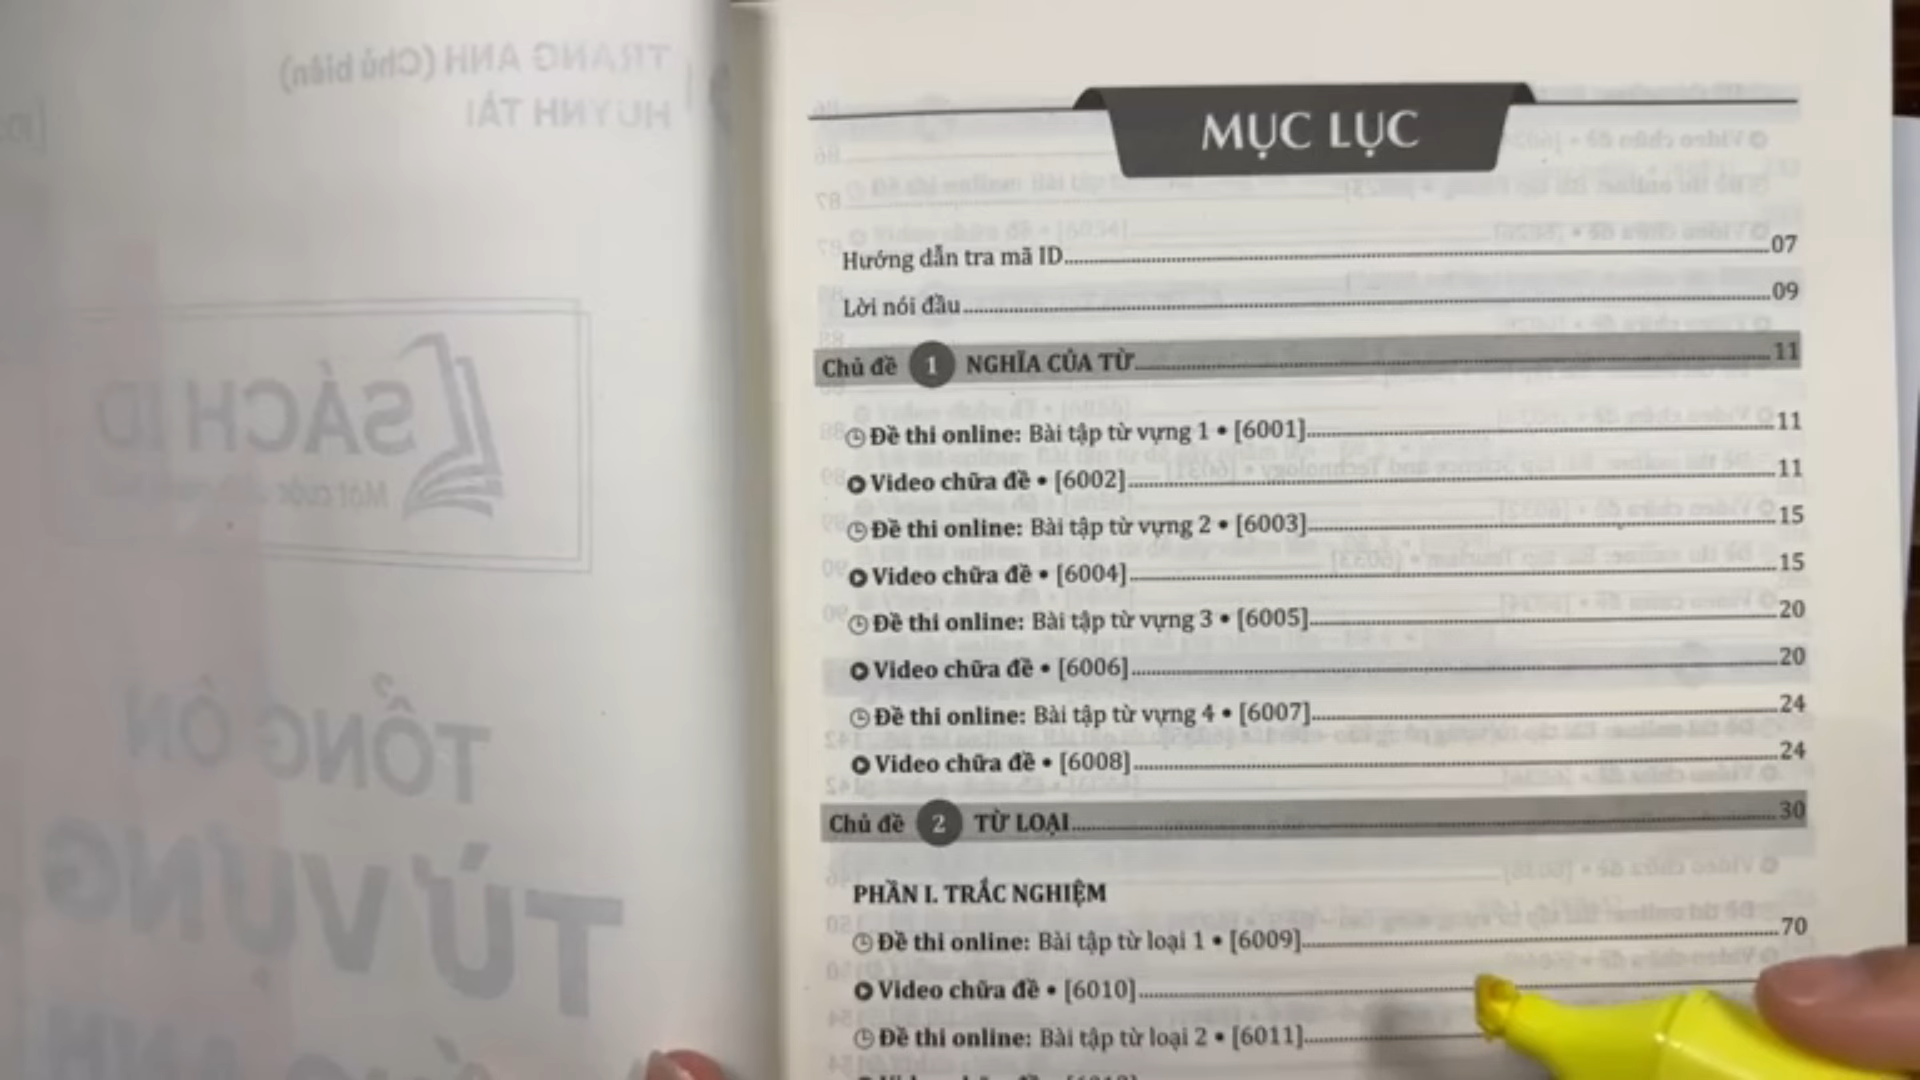 TRANG ANH (Chủ biên)
HUỲNH TÀI
SÁCH ID
TỔNG ÔN
TỪ VỰNG
MỤC LỤC
Hướng dẫn tra mã ID 07
Lời nói đầu 09
Chủ đề 1 NGHĨA CỦA TỪ 11
Đề thi online: Bài tập từ vựng 1 • [6001] 11
Video chữa đề • [6002] 11
Đề thi online: Bài tập từ vựng 2 • [6003] 15
Video chữa đề • [6004] 15
Đề thi online: Bài tập từ vựng 3 • [6005] 20
Video chữa đề • [6006] 20
Đề thi online: Bài tập từ vựng 4 • [6007] 24
Video chữa đề • [6008] 24
Chủ đề 2 TỪ LOẠI 30
PHẦN I. TRẮC NGHIỆM
Đề thi online: Bài tập từ loại 1 • [6009] 70
Video chữa đề • [6010]
Đề thi online: Bài tập từ loại 2 • [6011]